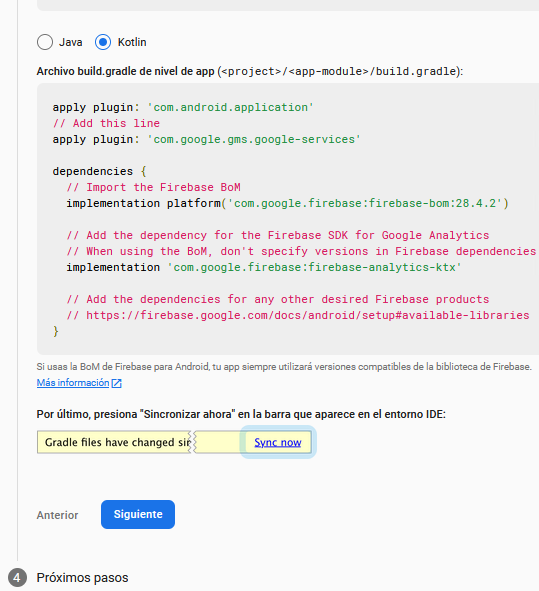 Java Kotlin
Archivo build.gradle de nivel de app (<project>/<app-module>/build.gradle):
apply plugin: 'com.android.application'
// Add this line
apply plugin: 'com.google.gms.google-services'
dependencies {
// Import the Firebase BoM
implementation platform('com.google.firebase:firebase-bom:28.4.2')
// Add the dependency for the Firebase SDK for Google Analytics
// When using the BoM, don't specify versions in Firebase dependencies
implementation 'com.google.firebase:firebase-analytics-ktx'
// Add the dependencies for any other desired Firebase products
// https://firebase.google.com/docs/android/setup#available-libraries
}
Si usas la BoM de Firebase para Android, tu app siempre utilizará versiones compatibles de la biblioteca de Firebase.
Más información
Por último, presiona "Sincronizar ahora" en la barra que aparece en el entorno IDE:
Gradle files have changed sir Sync now
Anterior Siguiente
4 Próximos pasos